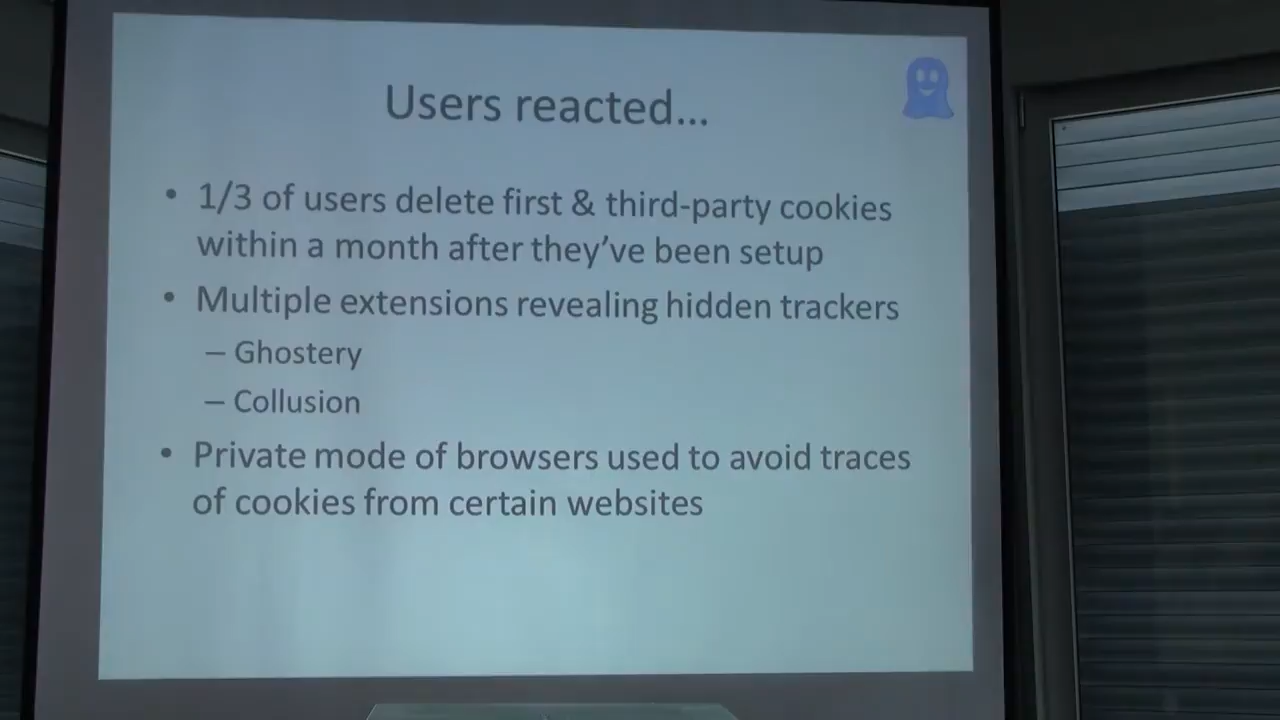 Users reacted...
• 1/3 of users delete first & third-party cookies
within a month after they've been setup
• Multiple extensions revealing hidden trackers
– Ghostery
– Collusion
• Private mode of browsers used to avoid traces
of cookies from certain websites